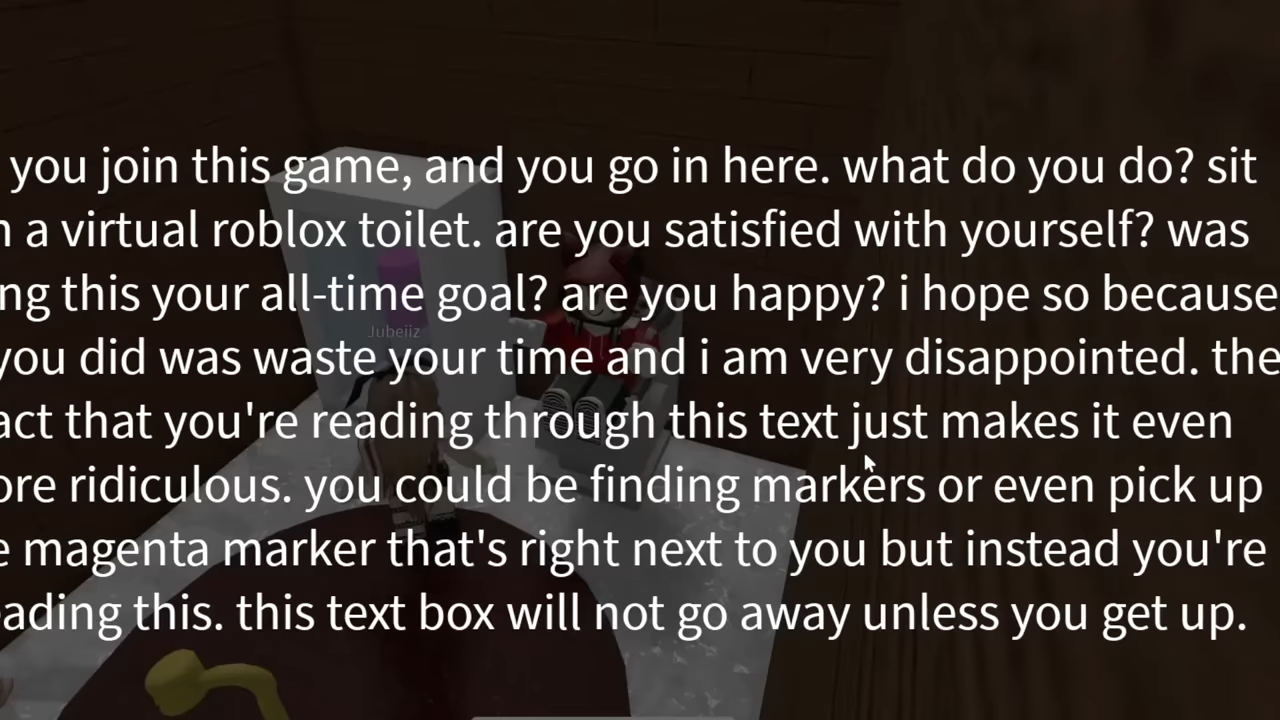 you join this game, and you go in here. what do you do? sit
a virtual roblox toilet. are you satisfied with yourself? was
this your all-time goal? are you happy? i hope so because
you did was waste your time and i am very disappointed. the
that you're reading through this text just makes it even
ridiculous. you could be finding markers or even pick up
magenta marker that's right next to you but instead you're
this. this text box will not go away unless you get up.
Jubeiiz